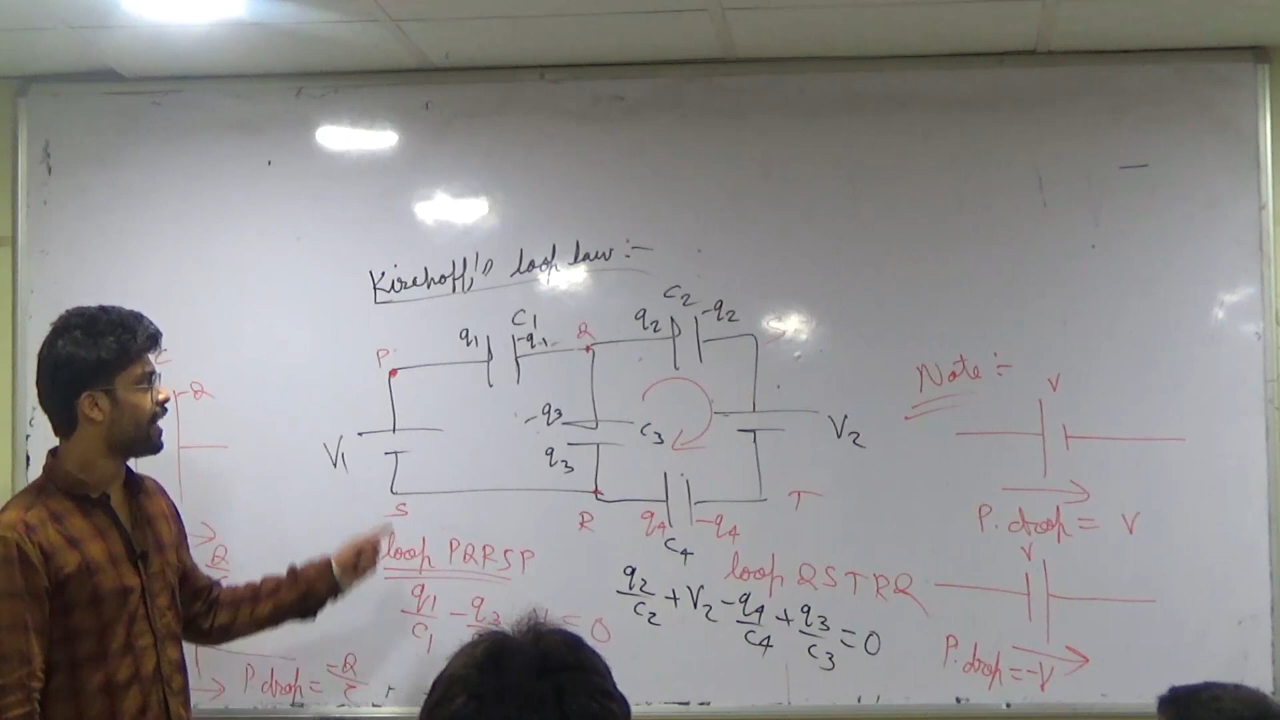 Kirchoff's loop law :-
C1
q1
-q1
Q
C2
q2
-q2
S
P
V1
-q3
C3
q3
V2
S
R
q4
-q4
C4
T
loop PQRSP
q1/C1 - q3
= 0
loop QSTRQ
q2/C2 + V2 - q4/C4 + q3/C3 = 0
Note :-
V
P. drop = V
V
P. drop = -V
C
Q
Q
P. drop = -Q/C